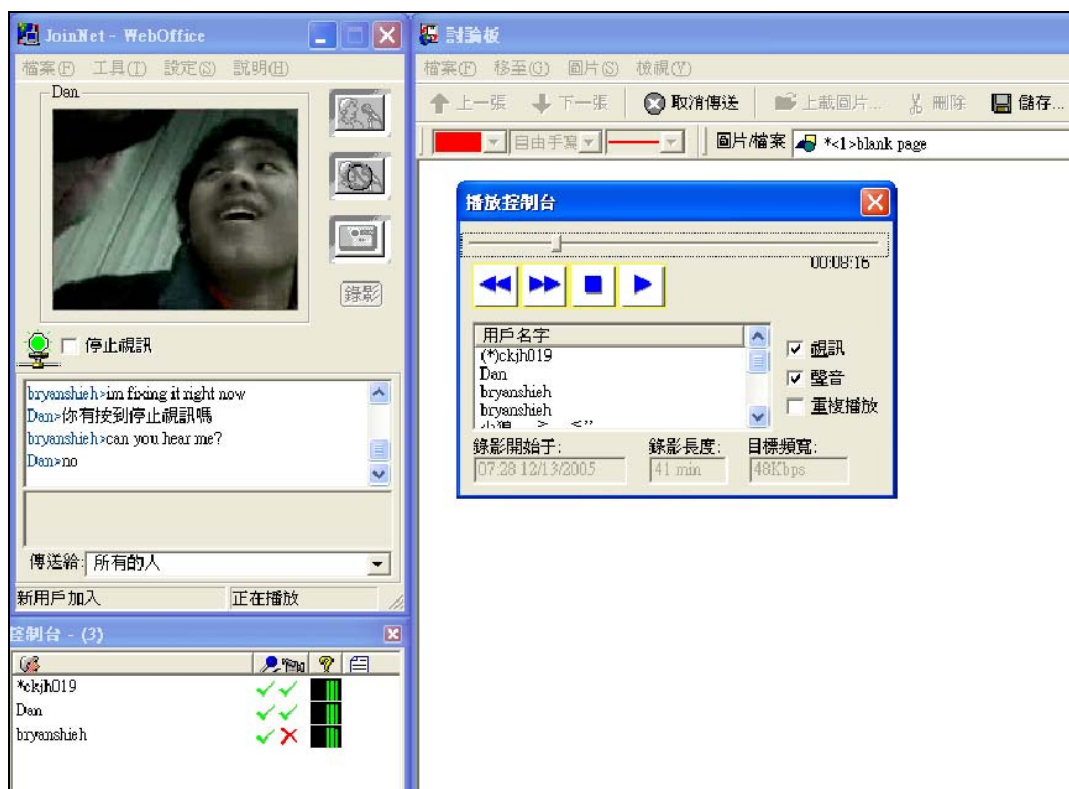 JoinNet - WebOffice
檔案(F) 工具(T) 設定(S) 說明(H)
Dan
錄影
停止視訊
bryanshieh>im fixing it right now
Dan>你有按到停止視訊嗎
bryanshieh>can you hear me?
Dan>no
傳送給: 所有的人
新用戶加入 正在播放
控制台 - (3)
*ckjh019
Dan
bryanshieh
討論板
檔案(F) 移至(G) 圖片(S) 檢視(V)
上一張 下一張 取消傳送 上載圖片... 刪除 儲存...
自由手寫 圖片/檔案 *<1>blank page
播放控制台
00:08:16
用戶名字
(*)ckjh019
Dan
bryanshieh
bryanshieh
視訊
聲音
重複播放
錄影開始于: 錄影長度: 目標頻寬:
07:28 12/13/2005 41 min 48Kbps